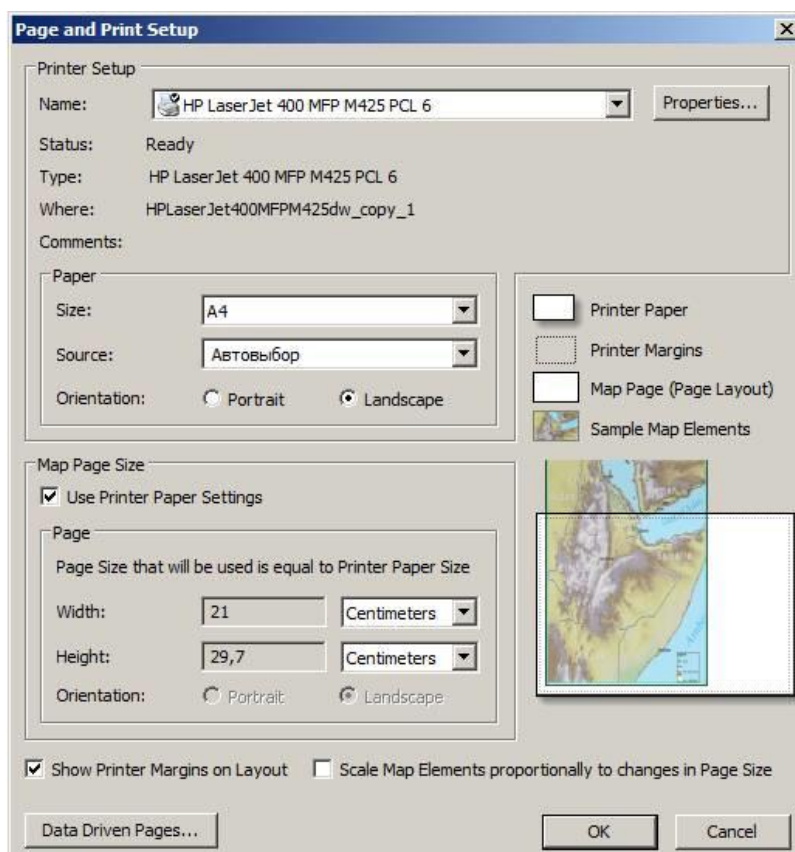 Page and Print Setup
Printer Setup
Name: HP LaserJet 400 MFP M425 PCL 6 Properties...
Status: Ready
Type: HP LaserJet 400 MFP M425 PCL 6
Where: HPLaserJet400MFPM425dw_copy_1
Comments:
Paper
Size: A4
Source: Автовыбор
Orientation: Portrait Landscape
Printer Paper
Printer Margins
Map Page (Page Layout)
Sample Map Elements
Map Page Size
Use Printer Paper Settings
Page
Page Size that will be used is equal to Printer Paper Size
Width: 21 Centimeters
Height: 29,7 Centimeters
Orientation: Portrait Landscape
Show Printer Margins on Layout Scale Map Elements proportionally to changes in Page Size
Data Driven Pages... OK Cancel